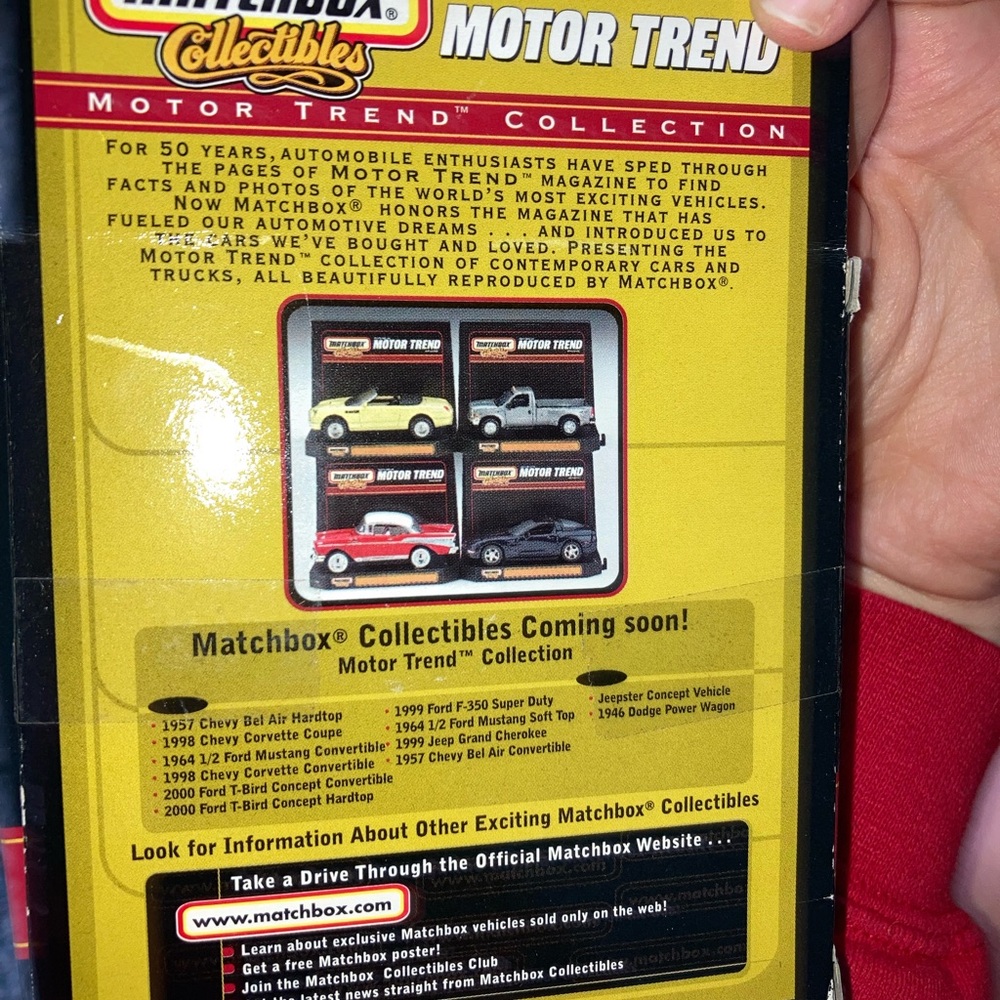 MATCHBOX®
Collectibles
MOTOR TREND
MOTOR TREND™ COLLECTION
FOR 50 YEARS, AUTOMOBILE ENTHUSIASTS HAVE SPED THROUGH
THE PAGES OF MOTOR TREND™ MAGAZINE TO FIND
FACTS AND PHOTOS OF THE WORLD'S MOST EXCITING VEHICLES.
NOW MATCHBOX® HONORS THE MAGAZINE THAT HAS
FUELED OUR AUTOMOTIVE DREAMS . . . AND INTRODUCED US TO
THE CARS WE'VE BOUGHT AND LOVED. PRESENTING THE
MOTOR TREND™ COLLECTION OF CONTEMPORARY CARS AND
TRUCKS, ALL BEAUTIFULLY REPRODUCED BY MATCHBOX®.
MATCHBOX MOTOR TREND
MATCHBOX MOTOR TREND
MATCHBOX MOTOR TREND
MATCHBOX MOTOR TREND
Matchbox® Collectibles Coming soon!
Motor Trend™ Collection
• 1957 Chevy Bel Air Hardtop
• 1998 Chevy Corvette Coupe
• 1964 1/2 Ford Mustang Convertible
• 1998 Chevy Corvette Convertible
• 2000 Ford T-Bird Concept Convertible
• 2000 Ford T-Bird Concept Hardtop
• 1999 Ford F-350 Super Duty
• 1964 1/2 Ford Mustang Soft Top
• 1999 Jeep Grand Cherokee
• 1957 Chevy Bel Air Convertible
• Jeepster Concept Vehicle
• 1946 Dodge Power Wagon
Look for Information About Other Exciting Matchbox® Collectibles
Take a Drive Through the Official Matchbox Website . . .
www.matchbox.com
Learn about exclusive Matchbox vehicles sold only on the web!
Get a free Matchbox poster!
Join the Matchbox Collectibles Club
the latest news straight from Matchbox Collectibles